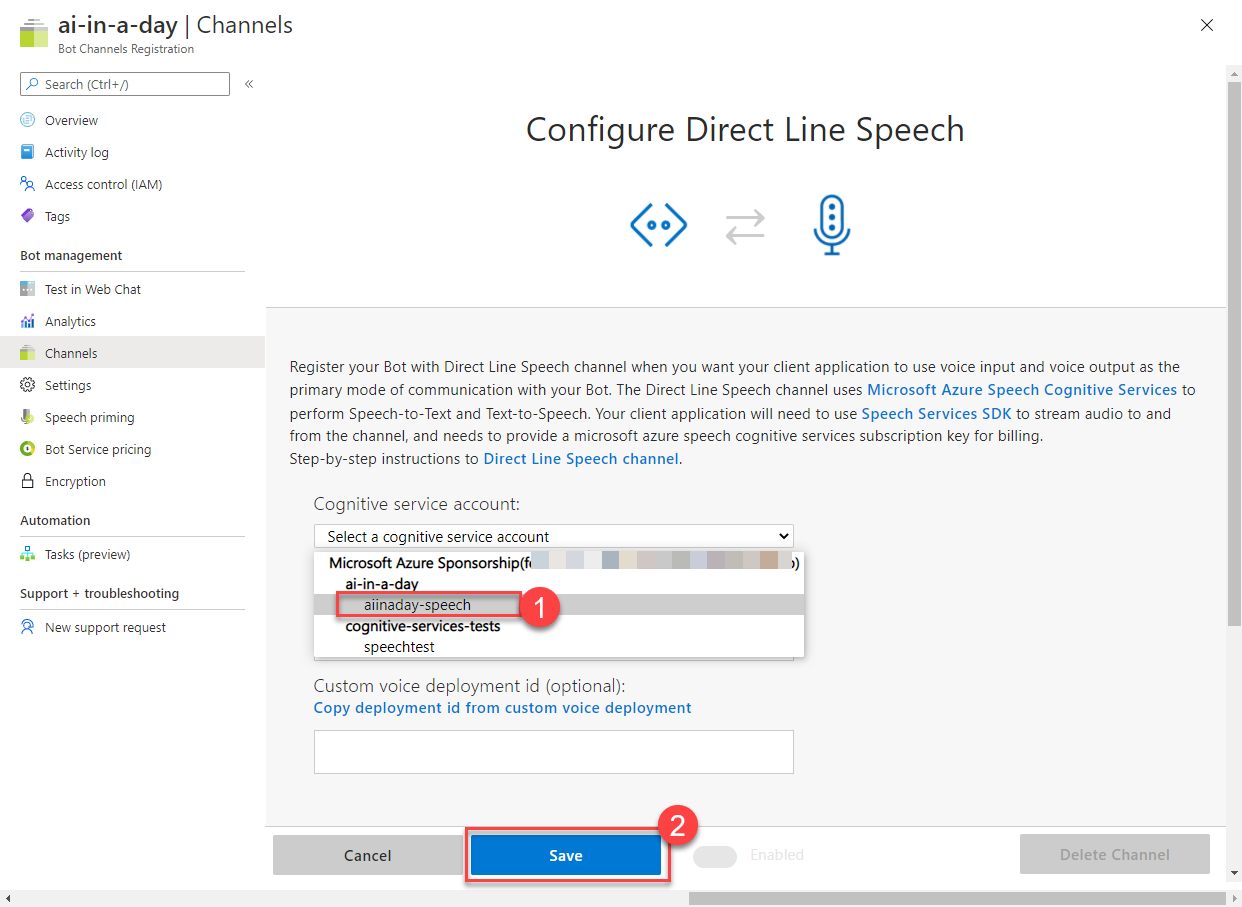 ai-in-a-day | Channels
Bot Channels Registration
Search (Ctrl+/)
Overview
Activity log
Access control (IAM)
Tags
Bot management
Test in Web Chat
Analytics
Channels
Settings
Speech priming
Bot Service pricing
Encryption
Automation
Tasks (preview)
Support + troubleshooting
New support request
Configure Direct Line Speech
Register your Bot with Direct Line Speech channel when you want your client application to use voice input and voice output as the
primary mode of communication with your Bot. The Direct Line Speech channel uses Microsoft Azure Speech Cognitive Services to
perform Speech-to-Text and Text-to-Speech. Your client application will need to use Speech Services SDK to stream audio to and
from the channel, and needs to provide a microsoft azure speech cognitive services subscription key for billing.
Step-by-step instructions to Direct Line Speech channel.
Cognitive service account:
Select a cognitive service account
Microsoft Azure Sponsorship(
ai-in-a-day
aiinaday-speech
1
cognitive-services-tests
speechtest
Custom voice deployment id (optional):
Copy deployment id from custom voice deployment
2
Cancel
Save
Enabled
Delete Channel